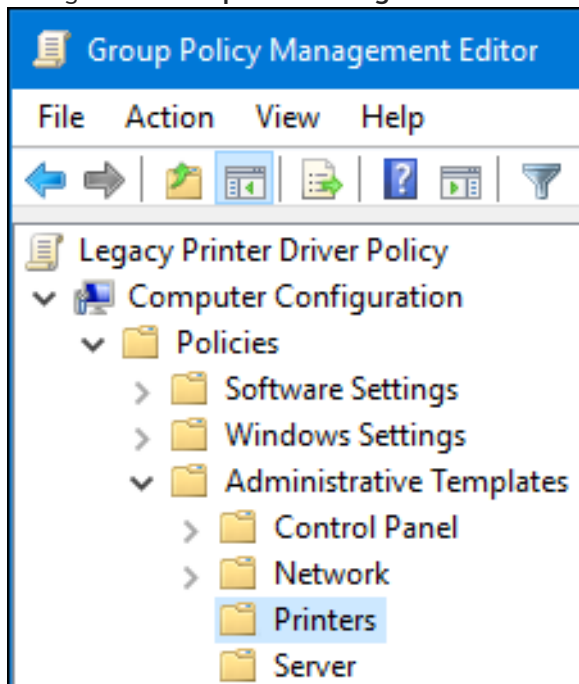 Group Policy Management Editor
File Action View Help
Legacy Printer Driver Policy
Computer Configuration
Policies
Software Settings
Windows Settings
Administrative Templates
Control Panel
Network
Printers
Server